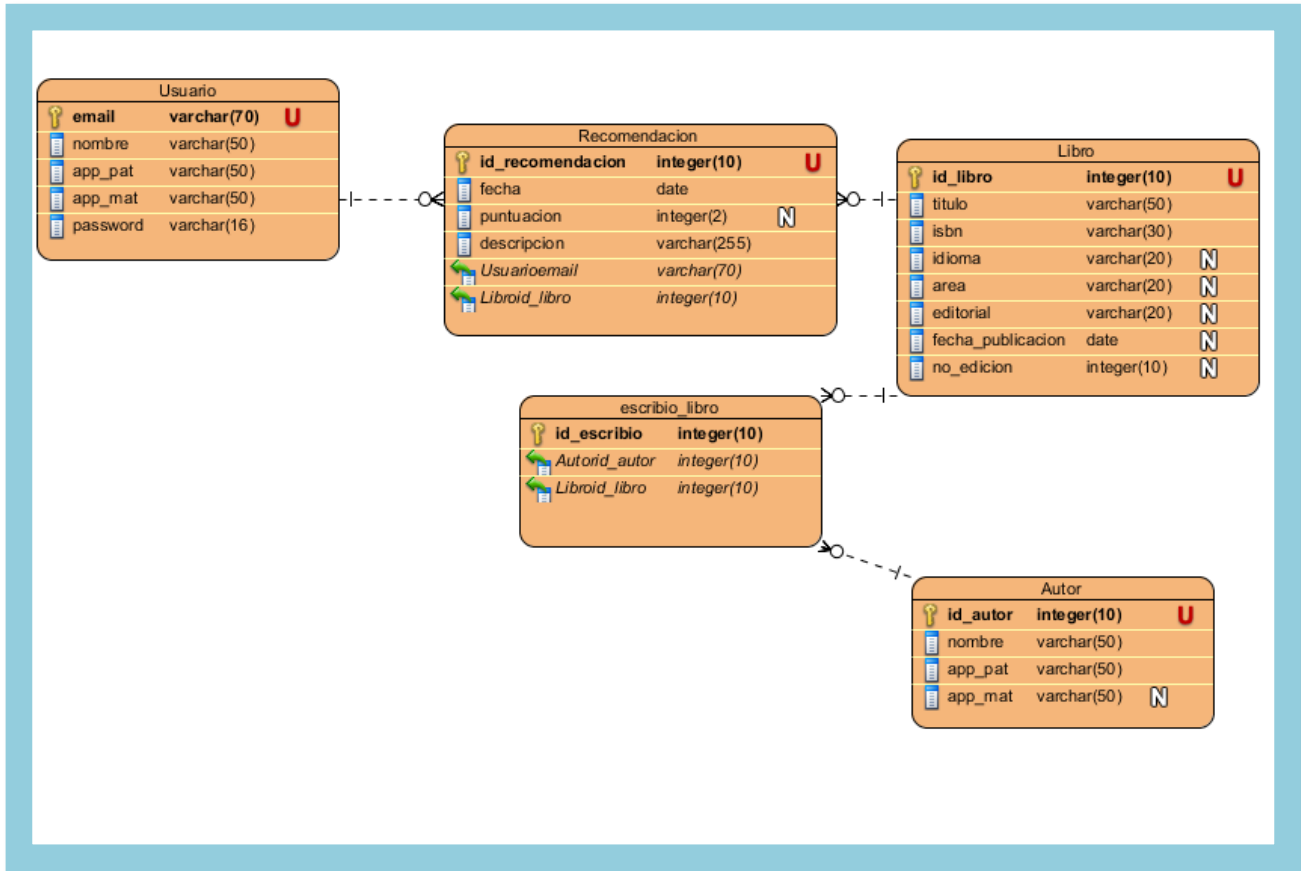 Usuario
email varchar(70) U
nombre varchar(50)
app_pat varchar(50)
app_mat varchar(50)
password varchar(16)
Recomendacion
id_recomendacion integer(10) U
fecha date
puntuacion integer(2) N
descripcion varchar(255)
Usuarioemail varchar(70)
Libroid_libro integer(10)
Libro
id_libro integer(10) U
titulo varchar(50)
isbn varchar(30)
idioma varchar(20) N
area varchar(20) N
editorial varchar(20) N
fecha_publicacion date N
no_edicion integer(10) N
escribio_libro
id_escribio integer(10)
Autorid_autor integer(10)
Libroid_libro integer(10)
Autor
id_autor integer(10) U
nombre varchar(50)
app_pat varchar(50)
app_mat varchar(50) N